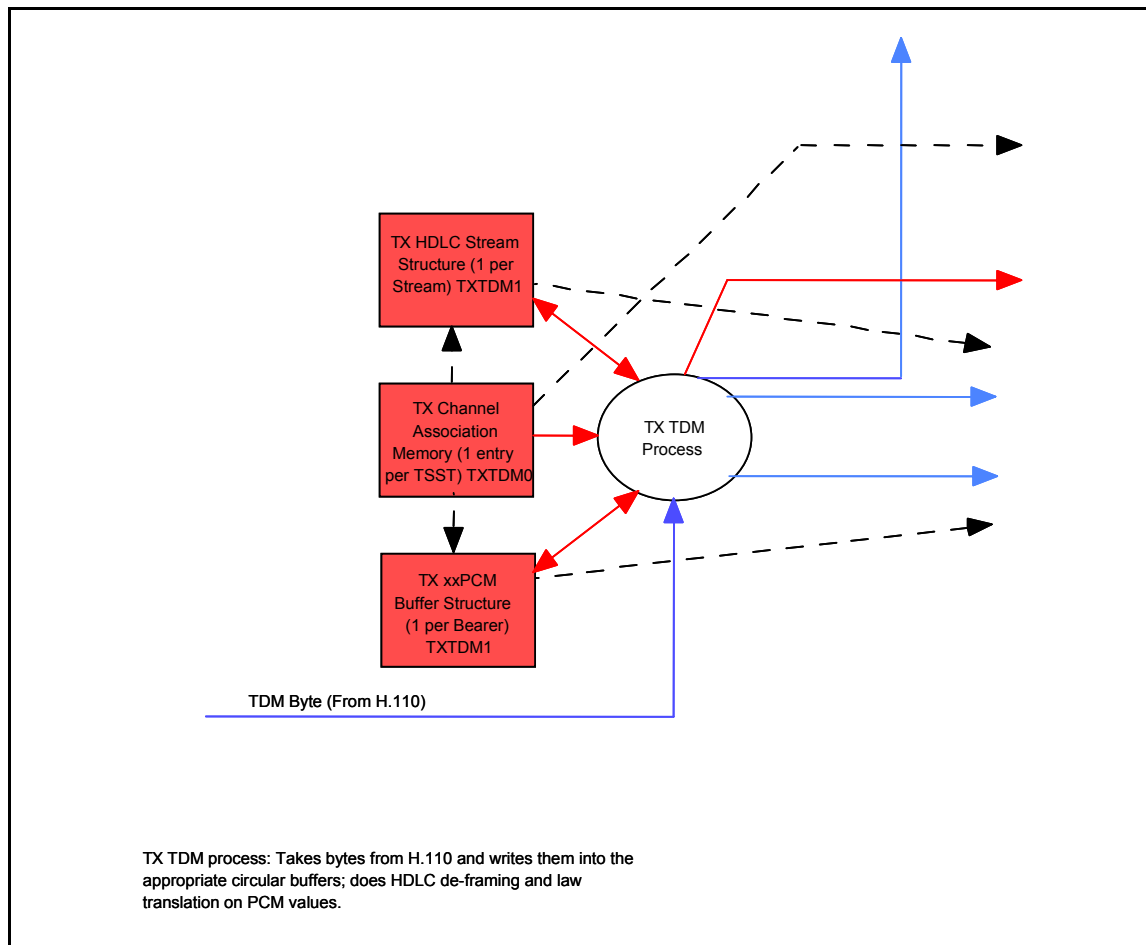 TX HDLC Stream
Structure (1 per
Stream) TXTDM1
TX Channel
Association
Memory (1 entry
per TSST) TXTDM0
TX TDM
Process
TX xxPCM
Buffer Structure
(1 per Bearer)
TXTDM1
TDM Byte (From H.110)
TX TDM process: Takes bytes from H.110 and writes them into the
appropriate circular buffers; does HDLC de-framing and law
translation on PCM values.